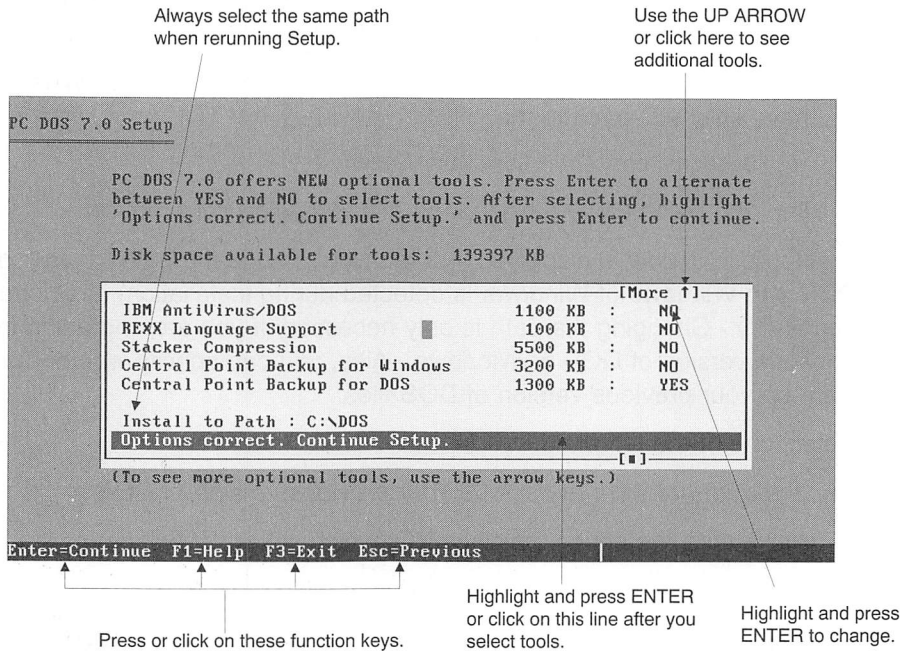 Always select the same path
when rerunning Setup.
Use the UP ARROW
or click here to see
additional tools.
PC DOS 7.0 Setup
PC DOS 7.0 offers NEW optional tools. Press Enter to alternate
between YES and NO to select tools. After selecting, highlight
'Options correct. Continue Setup.' and press Enter to continue.
Disk space available for tools: 139397 KB
[More ↑]
IBM AntiVirus/DOS 1100 KB : NO
REXX Language Support 100 KB : NO
Stacker Compression 5500 KB : NO
Central Point Backup for Windows 3200 KB : NO
Central Point Backup for DOS 1300 KB : YES
Install to Path : C:\DOS
Options correct. Continue Setup.
[■]
(To see more optional tools, use the arrow keys.)
Enter=Continue F1=Help F3=Exit Esc=Previous
Press or click on these function keys.
Highlight and press ENTER
or click on this line after you
select tools.
Highlight and press
ENTER to change.